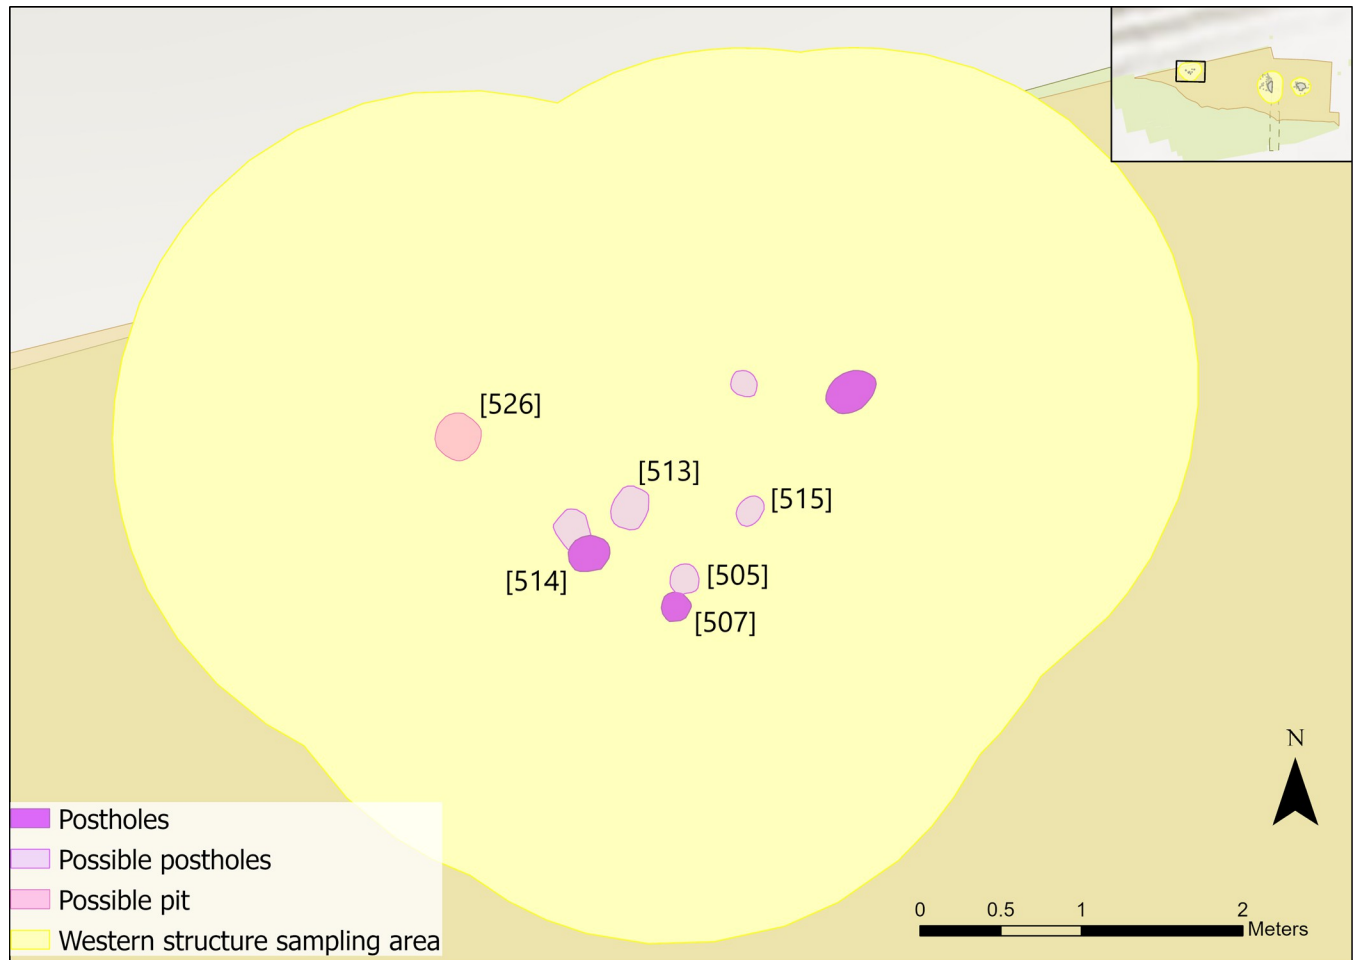 [526]
[513]
[515]
[514]
[505]
[507]
N
Postholes
Possible postholes
Possible pit
Western structure sampling area
0 0.5 1 2
Meters